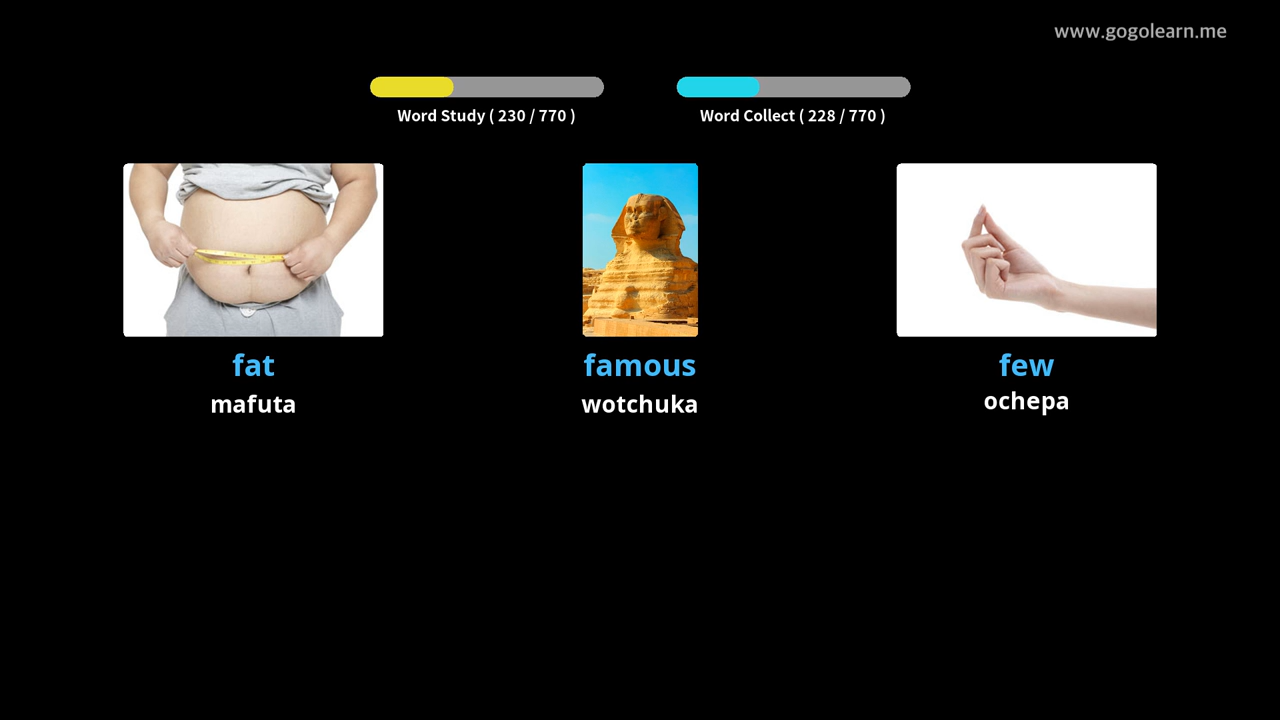 www.gogolearn.me
Word Study ( 230 / 770 )
Word Collect ( 228 / 770 )
fat
mafuta
famous
wotchuka
few
ochepa